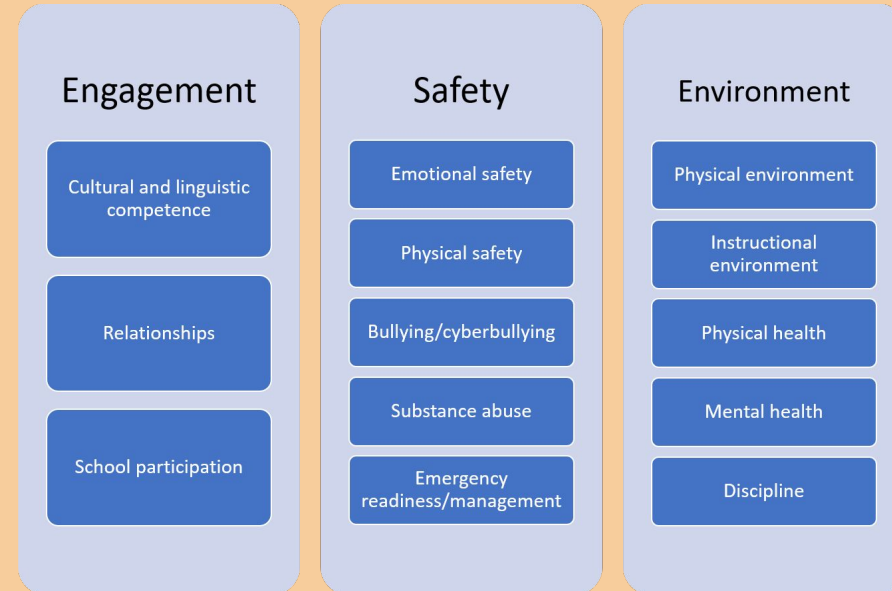 Engagement
Cultural and linguistic
competence
Relationships
School participation
Safety
Emotional safety
Physical safety
Bullying/cyberbullying
Substance abuse
Emergency
readiness/management
Environment
Physical environment
Instructional
environment
Physical health
Mental health
Discipline